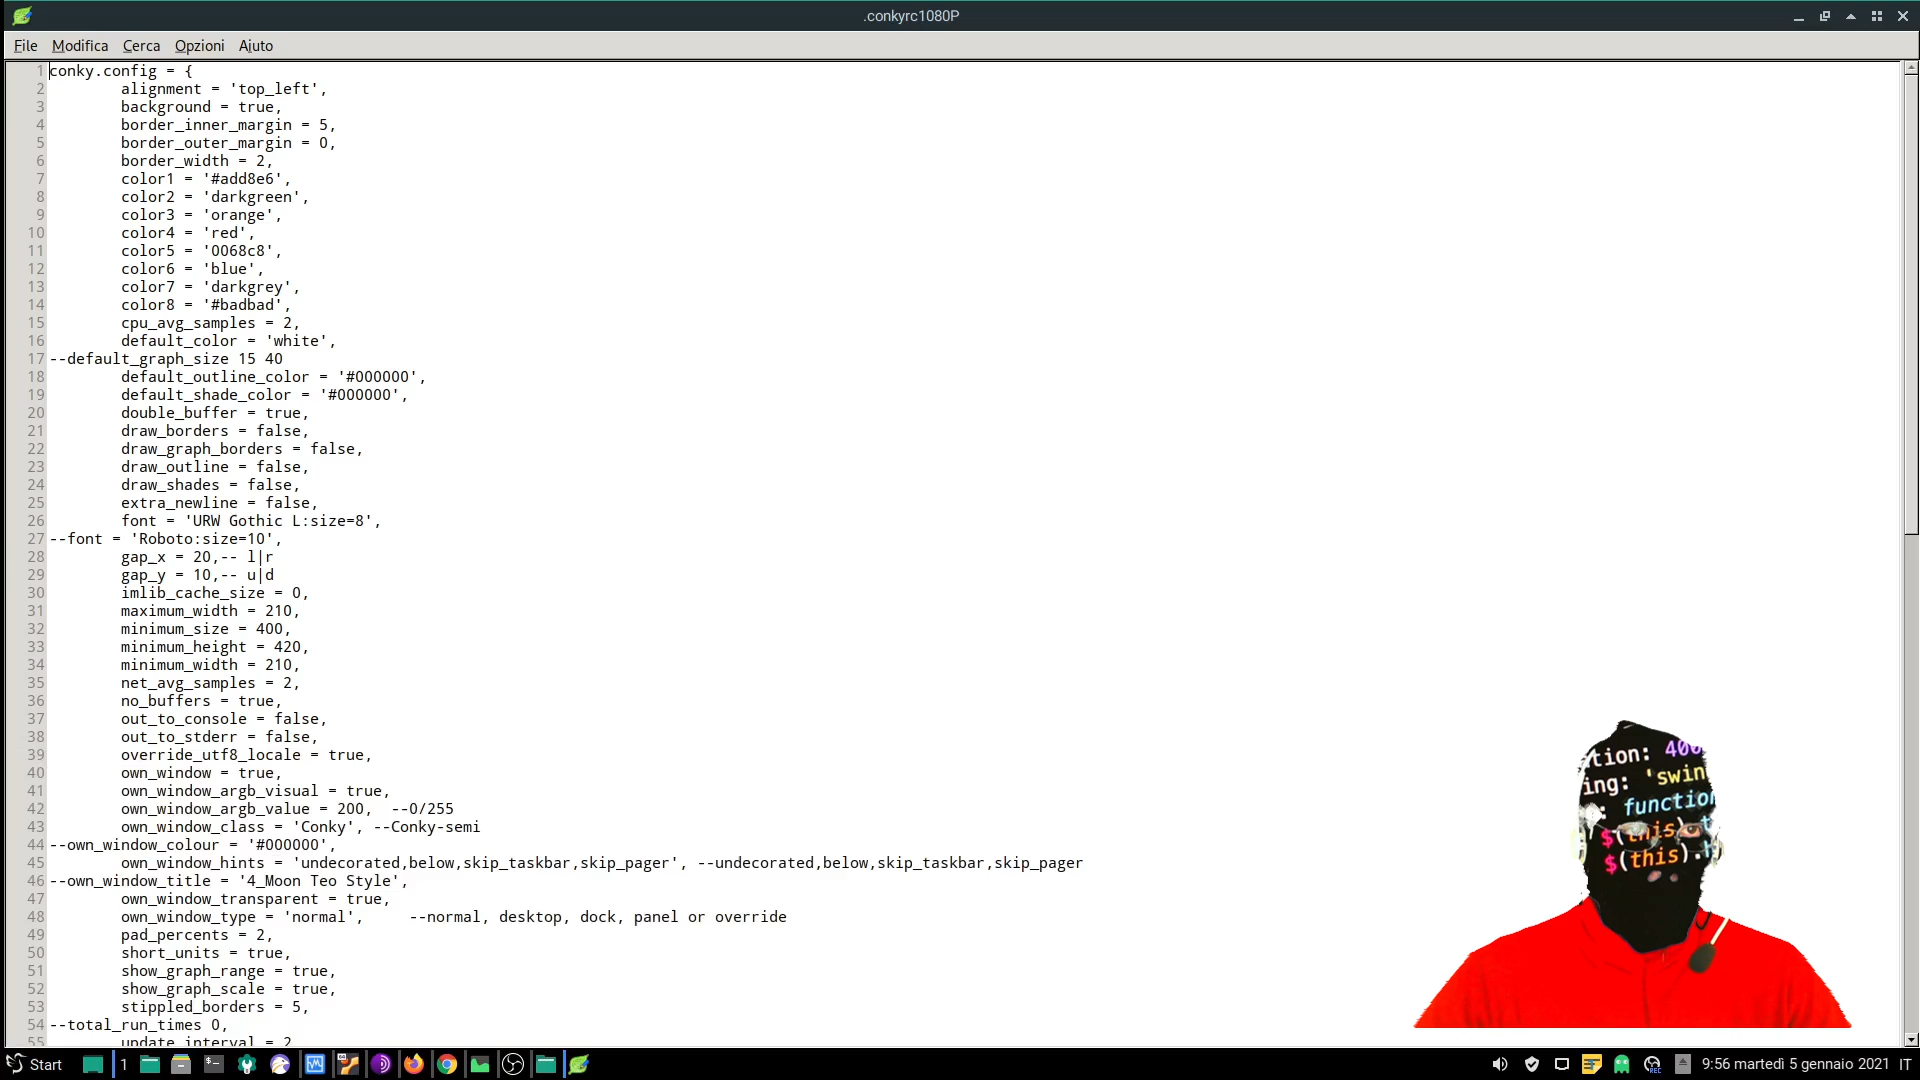 .conkyrc1080P
File Modifica Cerca Opzioni Aiuto
1 conky.config = {
2 alignment = 'top_left',
3 background = true,
4 border_inner_margin = 5,
5 border_outer_margin = 0,
6 border_width = 2,
7 color1 = '#add8e6',
8 color2 = 'darkgreen',
9 color3 = 'orange',
10 color4 = 'red',
11 color5 = '0068c8',
12 color6 = 'blue',
13 color7 = 'darkgrey',
14 color8 = '#badbad',
15 cpu_avg_samples = 2,
16 default_color = 'white',
17 --default_graph_size 15 40
18 default_outline_color = '#000000',
19 default_shade_color = '#000000',
20 double_buffer = true,
21 draw_borders = false,
22 draw_graph_borders = false,
23 draw_outline = false,
24 draw_shades = false,
25 extra_newline = false,
26 font = 'URW Gothic L:size=8',
27 --font = 'Roboto:size=10',
28 gap_x = 20,-- l|r
29 gap_y = 10,-- u|d
30 imlib_cache_size = 0,
31 maximum_width = 210,
32 minimum_size = 400,
33 minimum_height = 420,
34 minimum_width = 210,
35 net_avg_samples = 2,
36 no_buffers = true,
37 out_to_console = false,
38 out_to_stderr = false,
39 override_utf8_locale = true,
40 own_window = true,
41 own_window_argb_visual = true,
42 own_window_argb_value = 200, --0/255
43 own_window_class = 'Conky', --Conky-semi
44 --own_window_colour = '#000000',
45 own_window_hints = 'undecorated,below,skip_taskbar,skip_pager', --undecorated,below,skip_taskbar,skip_pager
46 --own_window_title = '4_Moon Teo Style',
47 own_window_transparent = true,
48 own_window_type = 'normal', --normal, desktop, dock, panel or override
49 pad_percents = 2,
50 short_units = true,
51 show_graph_range = true,
52 show_graph_scale = true,
53 stippled_borders = 5,
54 --total_run_times 0,
55 update_interval = 2
tion: 400
ing: 'swin
: function
$(this).t
$(this).h
Start 1 9:56 martedì 5 gennaio 2021 IT